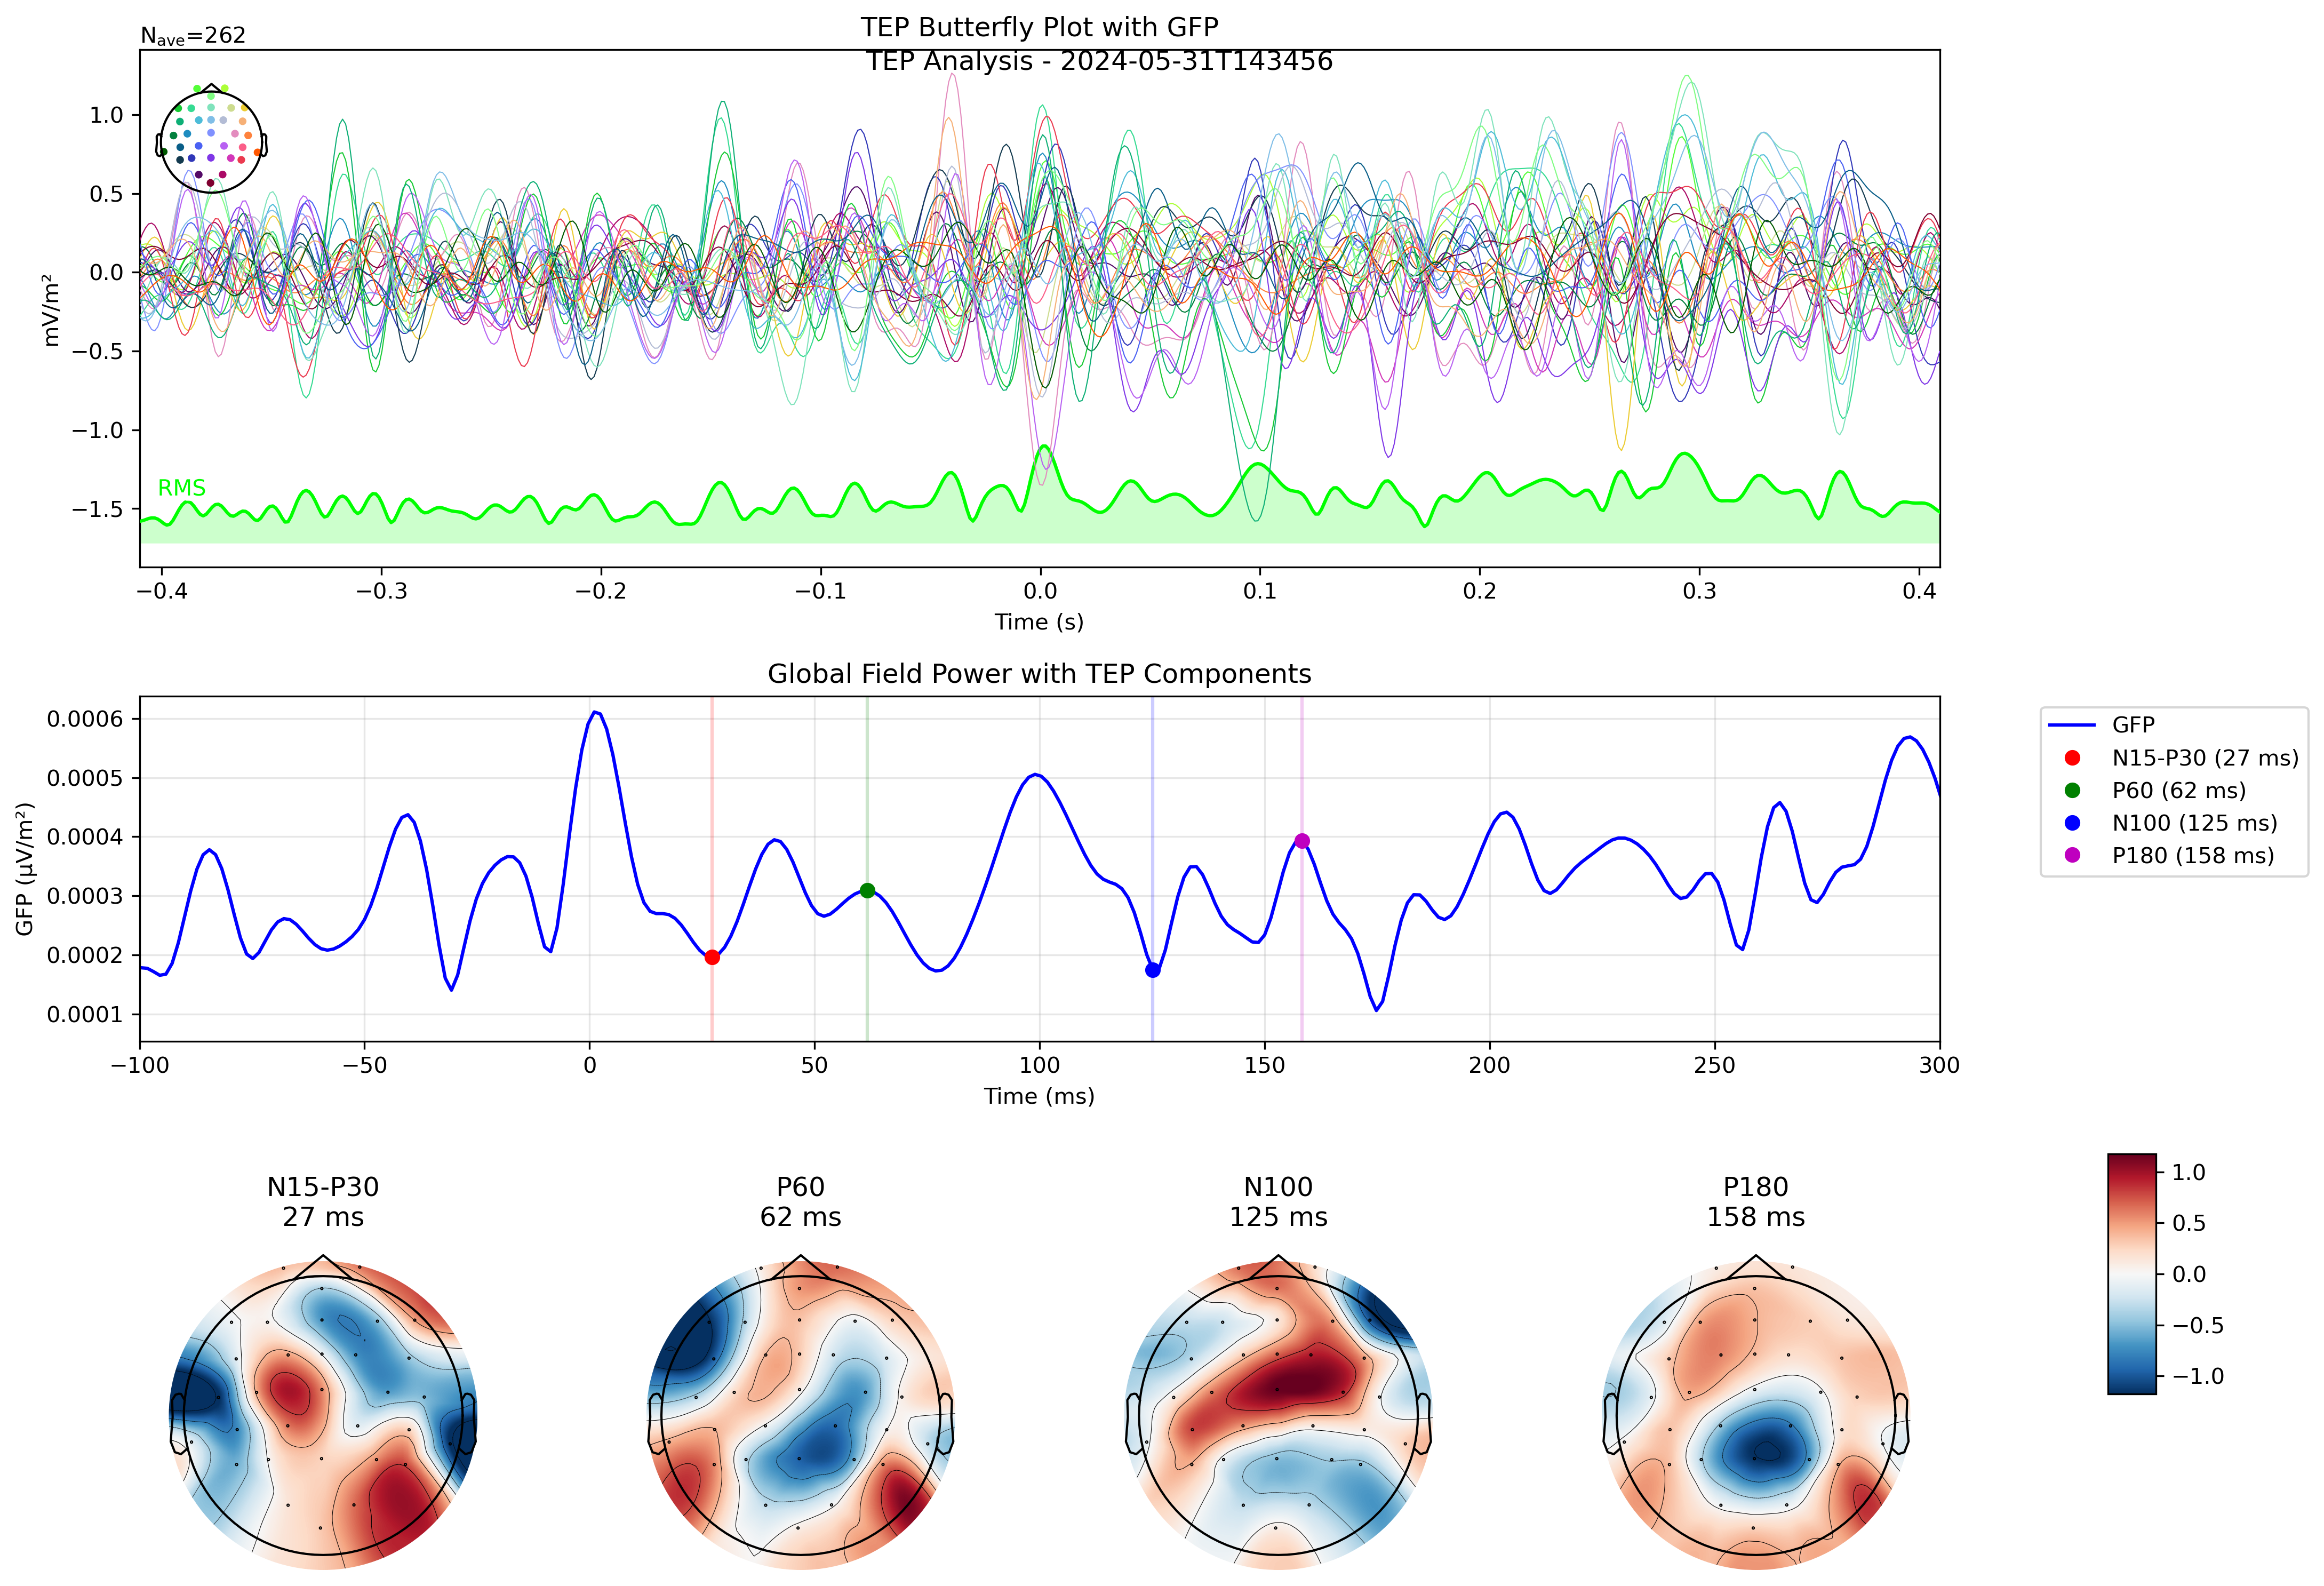 TEP Butterfly Plot with GFP
N_ave=262
TEP Analysis - 2024-05-31T143456
1.0
0.5
0.0
−0.5
−1.0
−1.5
mV/m²
RMS
−0.4 −0.3 −0.2 −0.1 0.0 0.1 0.2 0.3 0.4
Time (s)
Global Field Power with TEP Components
0.0006
0.0005
0.0004
0.0003
0.0002
0.0001
GFP (µV/m²)
−100 −50 0 50 100 150 200 250 300
Time (ms)
GFP
N15-P30 (27 ms)
P60 (62 ms)
N100 (125 ms)
P180 (158 ms)
N15-P30
27 ms
P60
62 ms
N100
125 ms
P180
158 ms
1.0
0.5
0.0
−0.5
−1.0